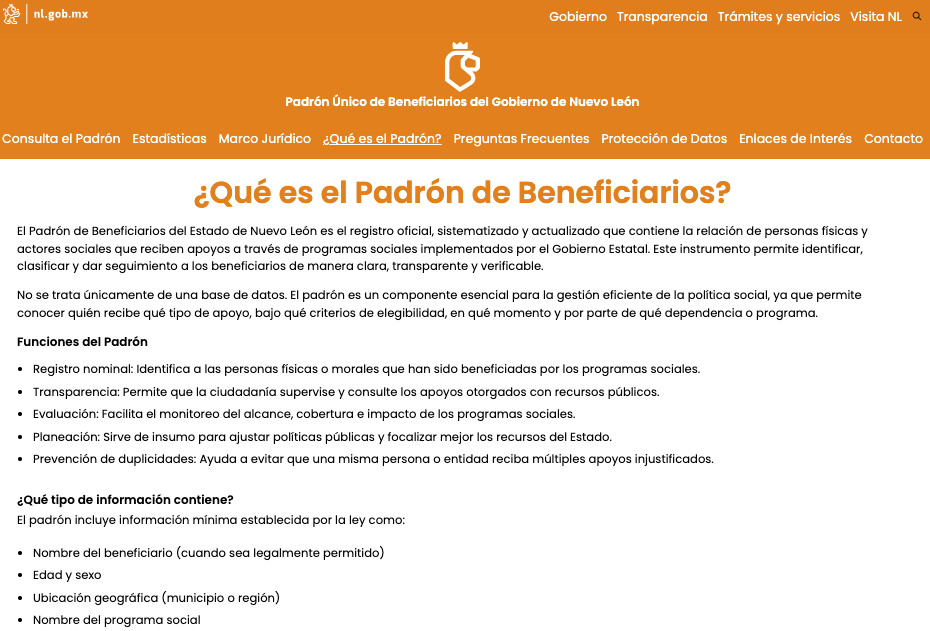 nl.gob.mx
Gobierno Transparencia Trámites y servicios Visita NL
Padrón Único de Beneficiarios del Gobierno de Nuevo León
Consulta el Padrón Estadísticas Marco Jurídico ¿Qué es el Padrón? Preguntas Frecuentes Protección de Datos Enlaces de Interés Contacto
¿Qué es el Padrón de Beneficiarios?
El Padrón de Beneficiarios del Estado de Nuevo León es el registro oficial, sistematizado y actualizado que contiene la relación de personas físicas y
actores sociales que reciben apoyos a través de programas sociales implementados por el Gobierno Estatal. Este instrumento permite identificar,
clasificar y dar seguimiento a los beneficiarios de manera clara, transparente y verificable.
No se trata únicamente de una base de datos. El padrón es un componente esencial para la gestión eficiente de la política social, ya que permite
conocer quién recibe qué tipo de apoyo, bajo qué criterios de elegibilidad, en qué momento y por parte de qué dependencia o programa.
Funciones del Padrón
• Registro nominal: Identifica a las personas físicas o morales que han sido beneficiadas por los programas sociales.
• Transparencia: Permite que la ciudadanía supervise y consulte los apoyos otorgados con recursos públicos.
• Evaluación: Facilita el monitoreo del alcance, cobertura e impacto de los programas sociales.
• Planeación: Sirve de insumo para ajustar políticas públicas y focalizar mejor los recursos del Estado.
• Prevención de duplicidades: Ayuda a evitar que una misma persona o entidad reciba múltiples apoyos injustificados.
¿Qué tipo de información contiene?
El padrón incluye información mínima establecida por la ley como:
• Nombre del beneficiario (cuando sea legalmente permitido)
• Edad y sexo
• Ubicación geográfica (municipio o región)
• Nombre del programa social